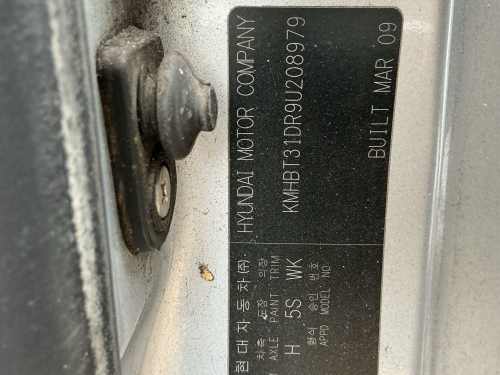 HYUNDAI MOTOR COMPANY
KMHBT31DR9U208979
BUILT MAR 09
현대자동차(주)
차축 도장 의장
AXLE PAINT TRIM
H 5S WK
형식 승인 번호
APPD MODEL NO